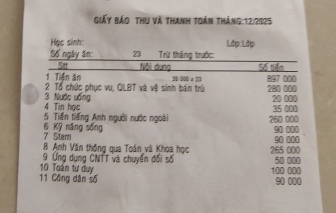 GIẤY BÁO THU VÀ THANH TOÁN THÁNG:12/2025
Học sinh: Lớp:Lớp
Số ngày ăn: 23 Trừ tháng trước:
Stt Nội dung Số tiền
1 Tiền ăn 39 000 x 23 897 000
2 Tổ chức phục vụ, QLBT và vệ sinh bán trú 280 000
3 Nước uống 20 000
4 Tin học 35 000
5 Tiền tiếng Anh người nước ngoài 260 000
6 Kỹ năng sống 90 000
7 Stem 90 000
8 Anh Văn thông qua Toán và Khoa học 265 000
9 Ứng dụng CNTT và chuyển đổi số 50 000
10 Toán tư duy 100 000
11 Công dân số 90 000